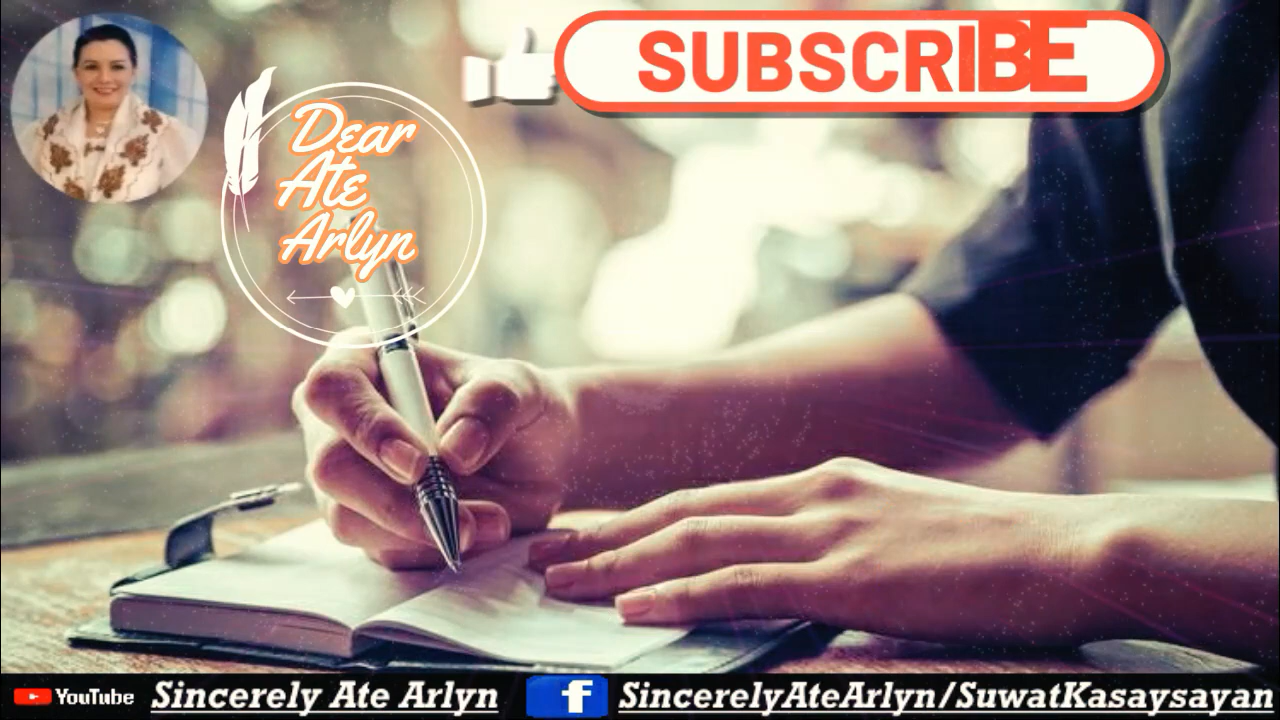 SUBSCRIBE
Dear
Ate
Arlyn
YouTube Sincerely Ate Arlyn f SincerelyAteArlyn/SuwatKasaysayan